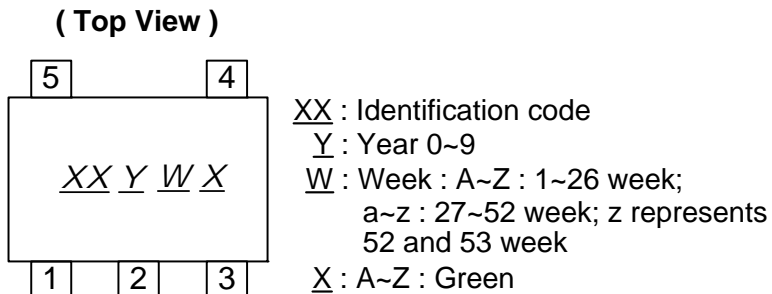 ( Top View )
5 4
XX Y W X
1 2 3
XX : Identification code
Y : Year 0~9
W : Week : A~Z : 1~26 week;
a~z : 27~52 week; z represents
52 and 53 week
X : A~Z : Green